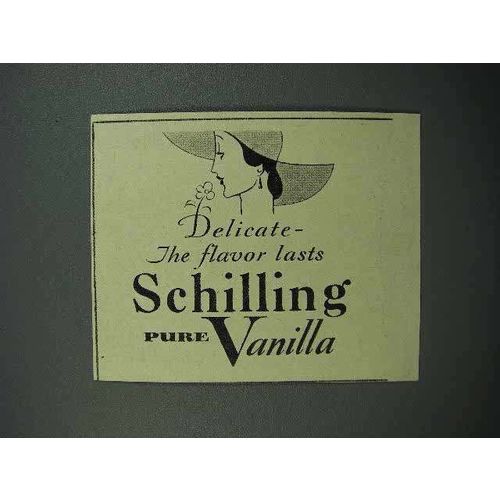 Delicate-
The flavor lasts
Schilling
PURE Vanilla